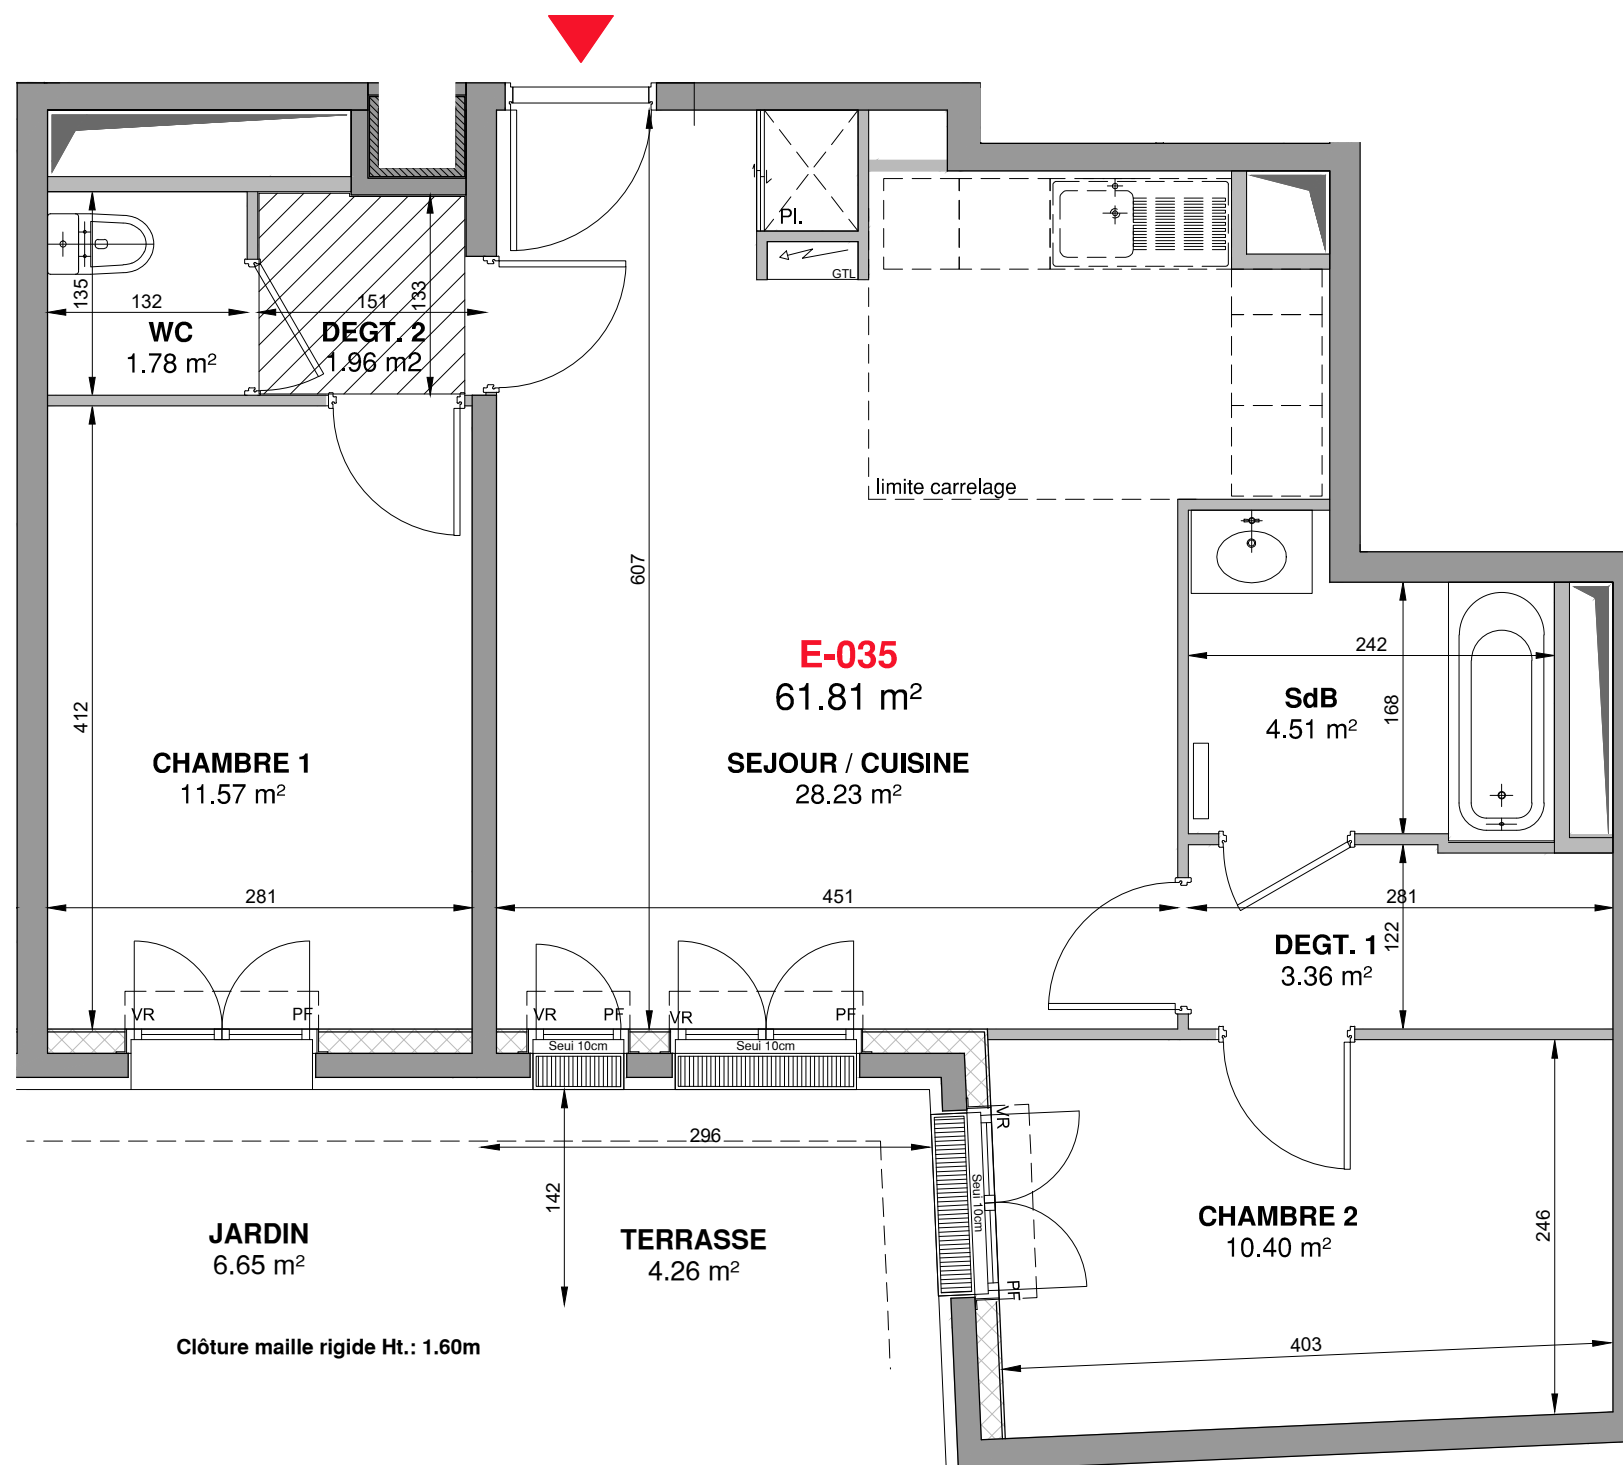 Pl.
GTL
135
132
151
133
WC
1.78 m²
DEGT. 2
1.96 m2
limite carrelage
607
E-035
61.81 m²
SEJOUR / CUISINE
28.23 m²
242
168
SdB
4.51 m²
412
CHAMBRE 1
11.57 m²
281
451
281
122
DEGT. 1
3.36 m²
VR
PF
VR
PF
VR
PF
Seui 10cm
Seui 10cm
296
142
VR
Seui 10cm
PF
JARDIN
6.65 m²
TERRASSE
4.26 m²
CHAMBRE 2
10.40 m²
246
403
Clôture maille rigide Ht.: 1.60m